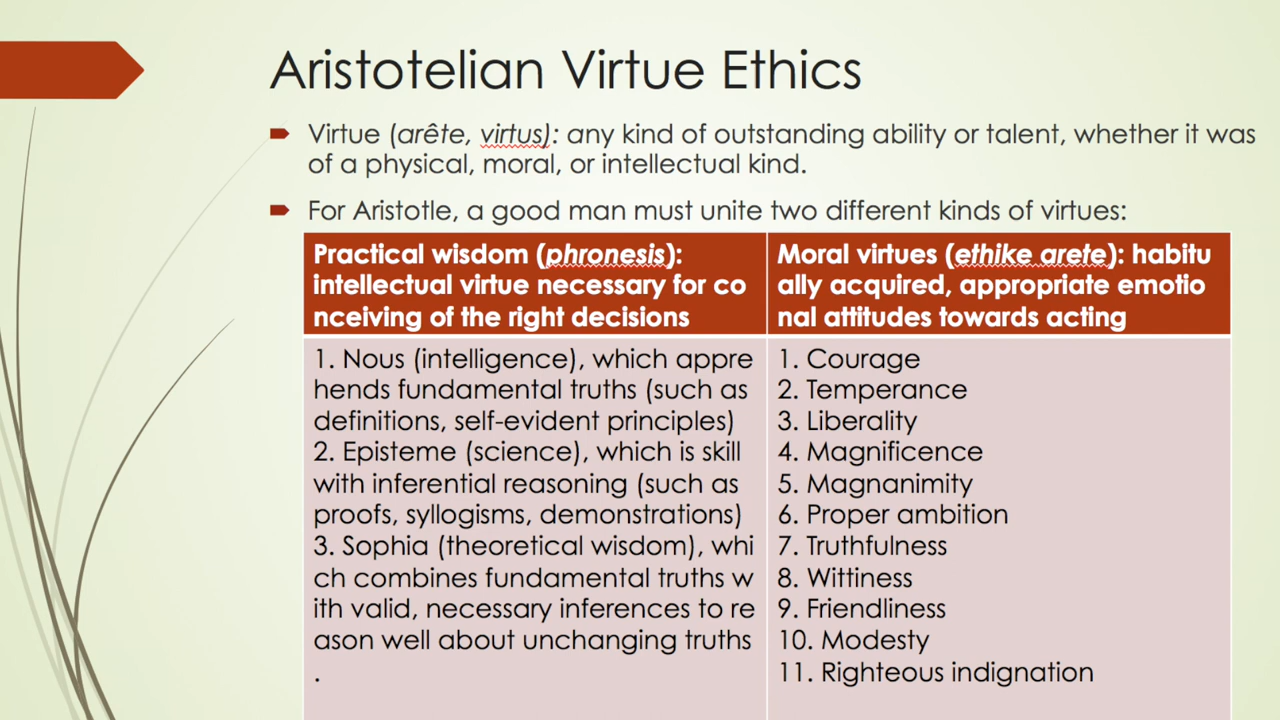 Aristotelian Virtue Ethics
Virtue (arête, virtus): any kind of outstanding ability or talent, whether it was
of a physical, moral, or intellectual kind.
For Aristotle, a good man must unite two different kinds of virtues:
Practical wisdom (phronesis):
intellectual virtue necessary for co
nceiving of the right decisions
Moral virtues (ethike arete): habitu
ally acquired, appropriate emotio
nal attitudes towards acting
1. Nous (intelligence), which appre
hends fundamental truths (such as
definitions, self-evident principles)
2. Episteme (science), which is skill
with inferential reasoning (such as
proofs, syllogisms, demonstrations)
3. Sophia (theoretical wisdom), whi
ch combines fundamental truths w
ith valid, necessary inferences to re
ason well about unchanging truths
.
1. Courage
2. Temperance
3. Liberality
4. Magnificence
5. Magnanimity
6. Proper ambition
7. Truthfulness
8. Wittiness
9. Friendliness
10. Modesty
11. Righteous indignation